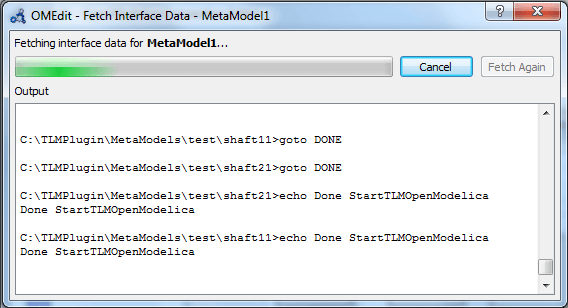 OMEdit - Fetch Interface Data - MetaModel1
Fetching interface data for MetaModel1...
Cancel
Fetch Again
Output
C:\TLMPlugin\MetaModels\test\shaft11>goto DONE
C:\TLMPlugin\MetaModels\test\shaft21>goto DONE
C:\TLMPlugin\MetaModels\test\shaft21>echo Done StartTLMOpenModelica
Done StartTLMOpenModelica
C:\TLMPlugin\MetaModels\test\shaft11>echo Done StartTLMOpenModelica
Done StartTLMOpenModelica